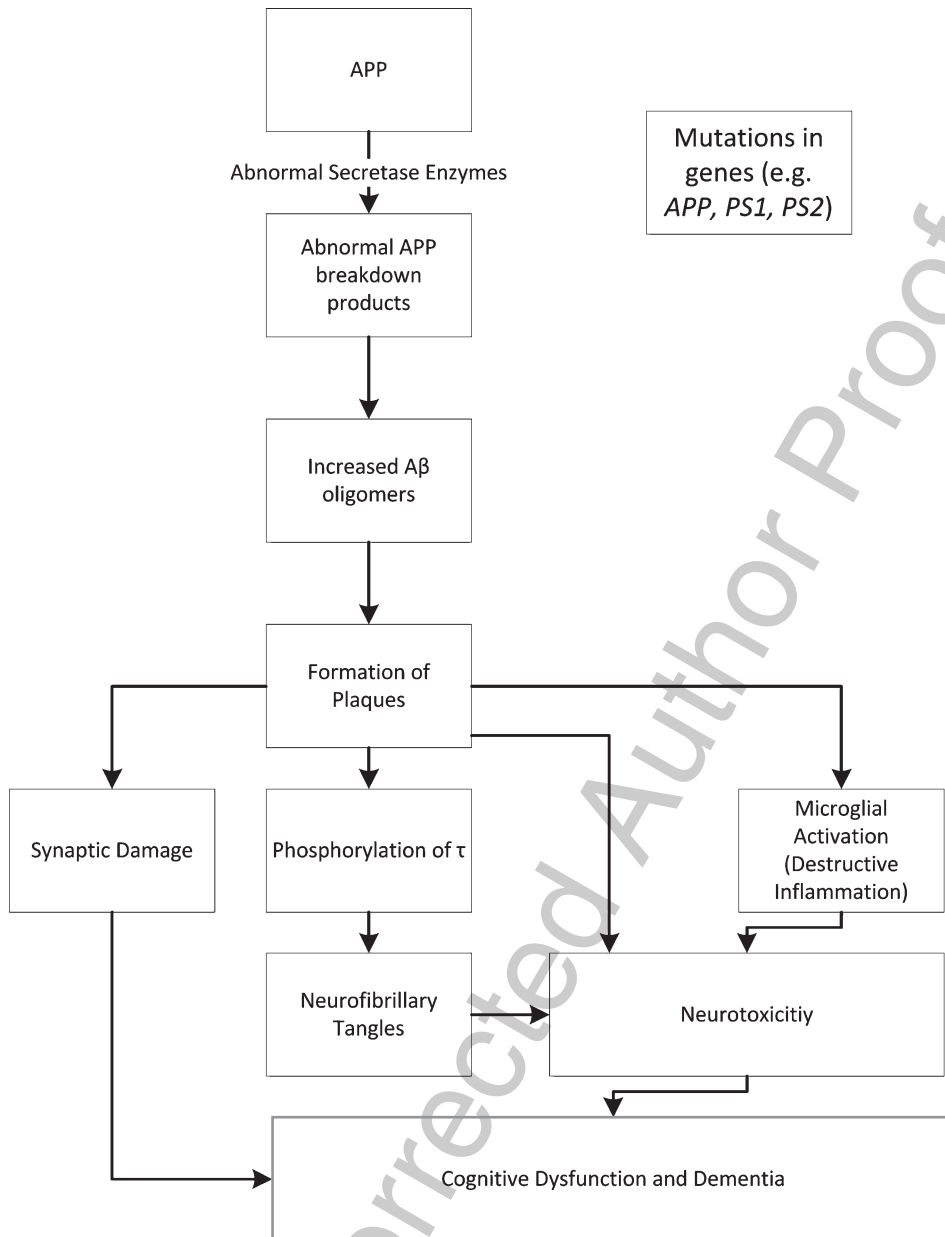 APP
Mutations in
genes (e.g.
APP, PS1, PS2)
Abnormal Secretase Enzymes
Abnormal APP
breakdown
products
Increased Aβ
oligomers
Formation of
Plaques
Synaptic Damage
Phosphorylation of τ
Microglial
Activation
(Destructive
Inflammation)
Neurofibrillary
Tangles
Neurotoxicitiy
Cognitive Dysfunction and Dementia
orrected Author Proof